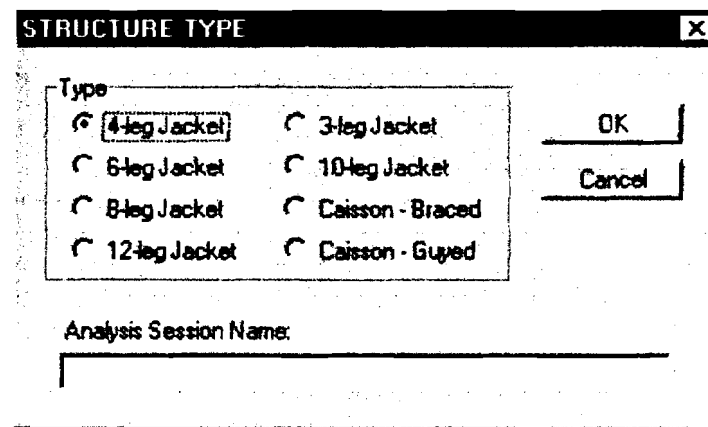 STRUCTURE TYPE
Type
4-leg Jacket 3-leg Jacket OK
6-leg Jacket 10-leg Jacket Cancel
8-leg Jacket Caisson - Braced
12-leg Jacket Caisson - Guyed
Analysis Session Name: